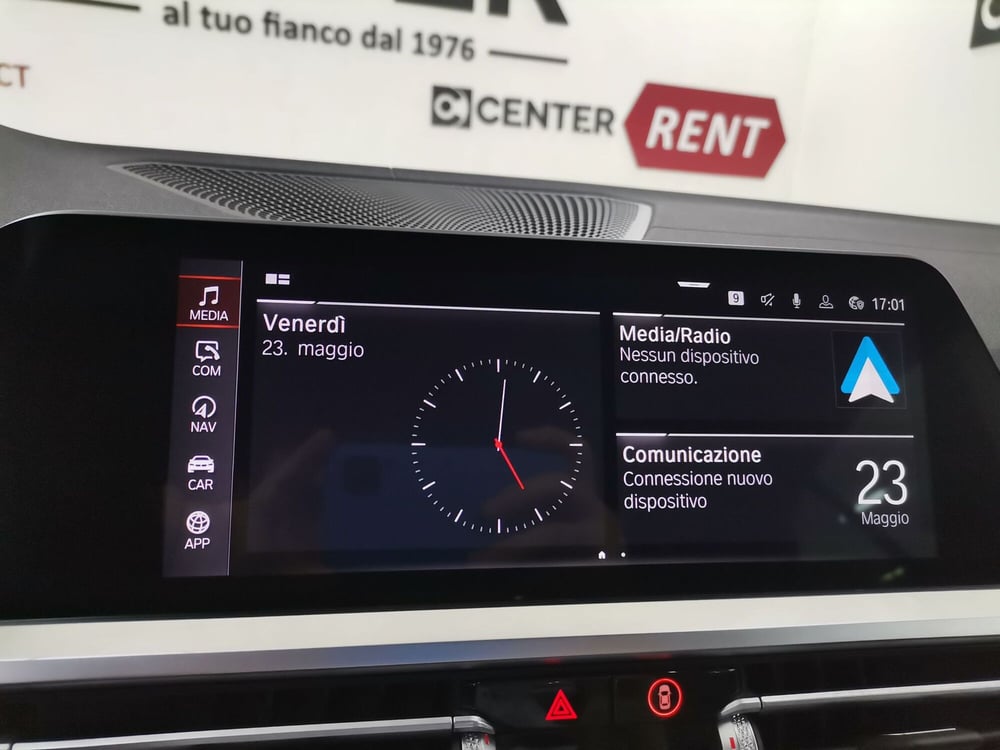 al tuo fianco dal 1976
CT
CENTER RENT
MEDIA
COM
NAV
CAR
APP
9
17:01
Venerdì
23. maggio
Media/Radio
Nessun dispositivo
connesso.
Comunicazione
Connessione nuovo
dispositivo
23
Maggio